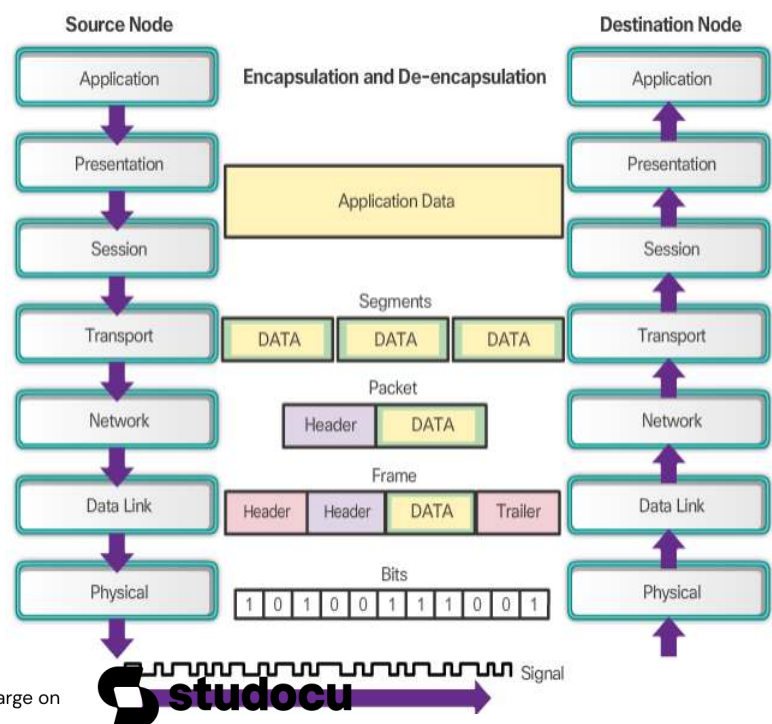 Source Node
Destination Node
Encapsulation and De-encapsulation
Application
Application
Presentation
Presentation
Application Data
Session
Session
Segments
Transport
DATA
DATA
DATA
Transport
Packet
Network
Header
DATA
Network
Frame
Data Link
Header
Header
DATA
Trailer
Data Link
Bits
Physical
1 0 1 0 0 1 1 1 0 0 1
Physical
Signal
arge on
studocu